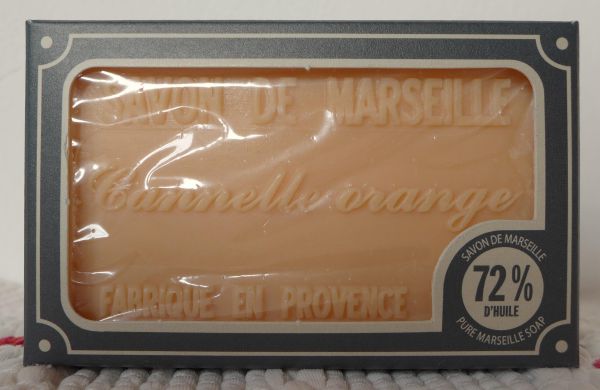 SAVON DE MARSEILLE
Cannelle orange
FABRIQUE EN PROVENCE
SAVON DE MARSEILLE
72%
D'HUILE
PURE MARSEILLE SOAP